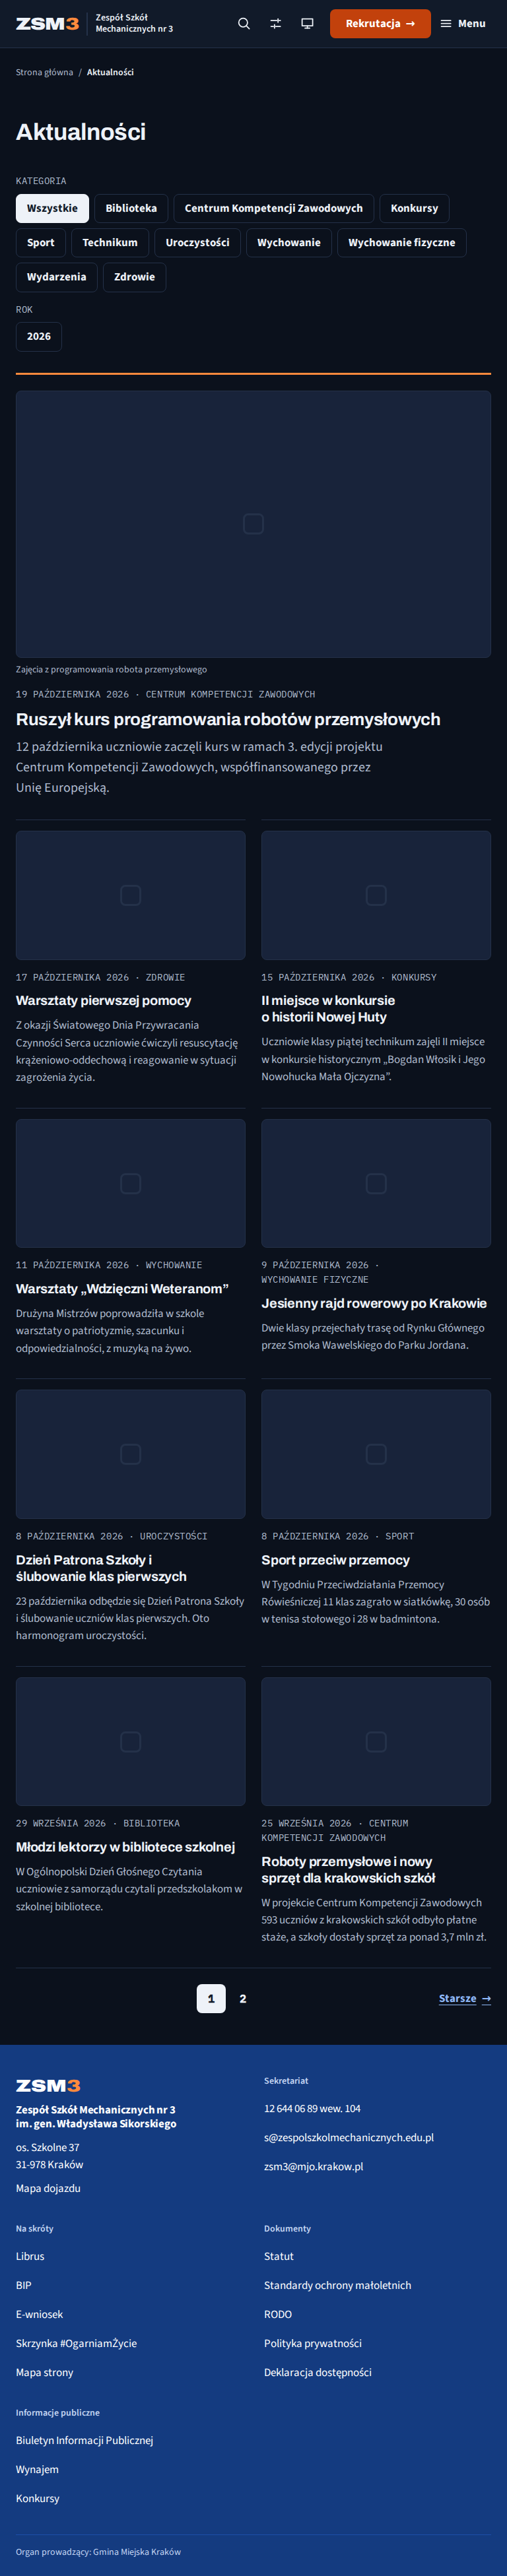 ZSM3
Zespół Szkół
Mechanicznych nr 3
Rekrutacja →
Menu
Strona główna / Aktualności
Aktualności
KATEGORIA
Wszystkie
Biblioteka
Centrum Kompetencji Zawodowych
Konkursy
Sport
Technikum
Uroczystości
Wychowanie
Wychowanie fizyczne
Wydarzenia
Zdrowie
ROK
2026
Zajęcia z programowania robota przemysłowego
19 PAŹDZIERNIKA 2026 · CENTRUM KOMPETENCJI ZAWODOWYCH
Ruszył kurs programowania robotów przemysłowych
12 października uczniowie zaczęli kurs w ramach 3. edycji projektu
Centrum Kompetencji Zawodowych, współfinansowanego przez
Unię Europejską.
17 PAŹDZIERNIKA 2026 · ZDROWIE
Warsztaty pierwszej pomocy
Z okazji Światowego Dnia Przywracania
Czynności Serca uczniowie ćwiczyli resuscytację
krążeniowo-oddechową i reagowanie w sytuacji
zagrożenia życia.
15 PAŹDZIERNIKA 2026 · KONKURSY
II miejsce w konkursie
o historii Nowej Huty
Uczniowie klasy piątej technikum zajęli II miejsce
w konkursie historycznym „Bogdan Włosik i Jego
Nowohucka Mała Ojczyzna”.
11 PAŹDZIERNIKA 2026 · WYCHOWANIE
Warsztaty „Wdzięczni Weteranom”
Drużyna Mistrzów poprowadziła w szkole
warsztaty o patriotyzmie, szacunku i
odpowiedzialności, z muzyką na żywo.
9 PAŹDZIERNIKA 2026 ·
WYCHOWANIE FIZYCZNE
Jesienny rajd rowerowy po Krakowie
Dwie klasy przejechały trasę od Rynku Głównego
przez Smoka Wawelskiego do Parku Jordana.
8 PAŹDZIERNIKA 2026 · UROCZYSTOŚCI
Dzień Patrona Szkoły i
ślubowanie klas pierwszych
23 października odbędzie się Dzień Patrona Szkoły
i ślubowanie uczniów klas pierwszych. Oto
harmonogram uroczystości.
8 PAŹDZIERNIKA 2026 · SPORT
Sport przeciw przemocy
W Tygodniu Przeciwdziałania Przemocy
Rówieśniczej 11 klas zagrało w siatkówkę, 30 osób
w tenisa stołowego i 28 w badmintona.
29 WRZEŚNIA 2026 · BIBLIOTEKA
Młodzi lektorzy w bibliotece szkolnej
W Ogólnopolski Dzień Głośnego Czytania
uczniowie z samorządu czytali przedszkolakom w
szkolnej bibliotece.
25 WRZEŚNIA 2026 · CENTRUM
KOMPETENCJI ZAWODOWYCH
Roboty przemysłowe i nowy
sprzęt dla krakowskich szkół
W projekcie Centrum Kompetencji Zawodowych
593 uczniów z krakowskich szkół odbyło płatne
staże, a szkoły dostały sprzęt za ponad 3,7 mln zł.
1
2
Starsze →
ZSM3
Zespół Szkół Mechanicznych nr 3
im. gen. Władysława Sikorskiego
os. Szkolne 37
31-978 Kraków
Mapa dojazdu
Sekretariat
12 644 06 89 wew. 104
s@zespolszkolmechanicznych.edu.pl
zsm3@mjo.krakow.pl
Na skróty
Librus
BIP
E-wniosek
Skrzynka #OgarniamŻycie
Mapa strony
Dokumenty
Statut
Standardy ochrony małoletnich
RODO
Polityka prywatności
Deklaracja dostępności
Informacje publiczne
Biuletyn Informacji Publicznej
Wynajem
Konkursy
Organ prowadzący: Gmina Miejska Kraków